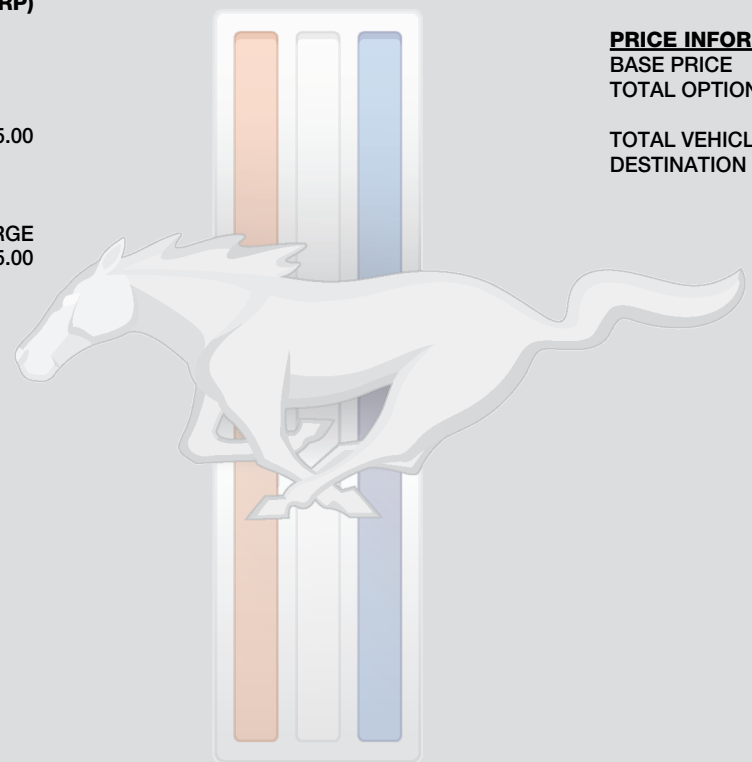 RP)
5.00
RGE
5.00
PRICE INFOR
BASE PRICE
TOTAL OPTION
TOTAL VEHICL
DESTINATION